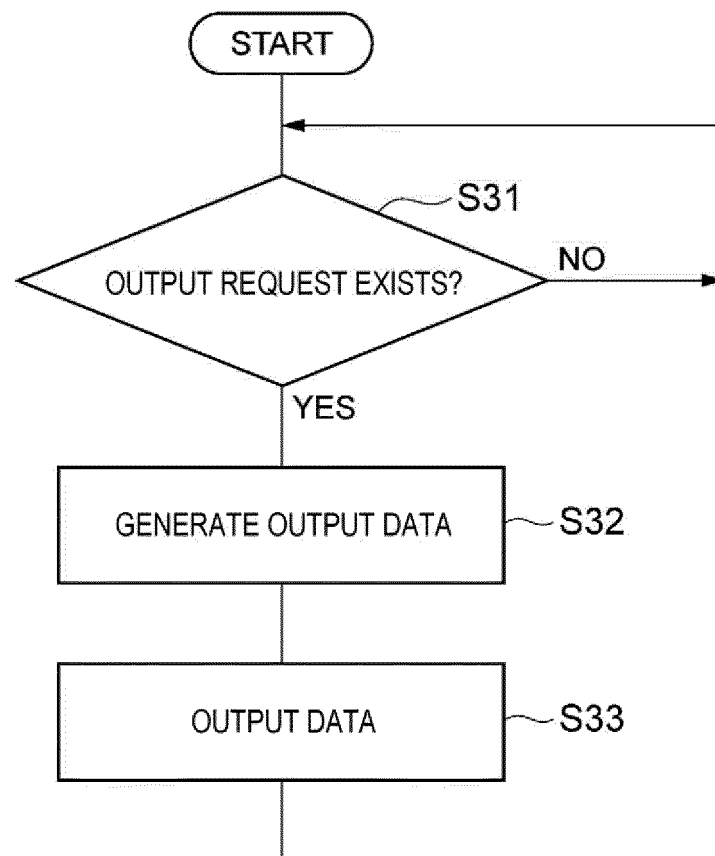 START
S31
OUTPUT REQUEST EXISTS?
NO
YES
GENERATE OUTPUT DATA
S32
OUTPUT DATA
S33